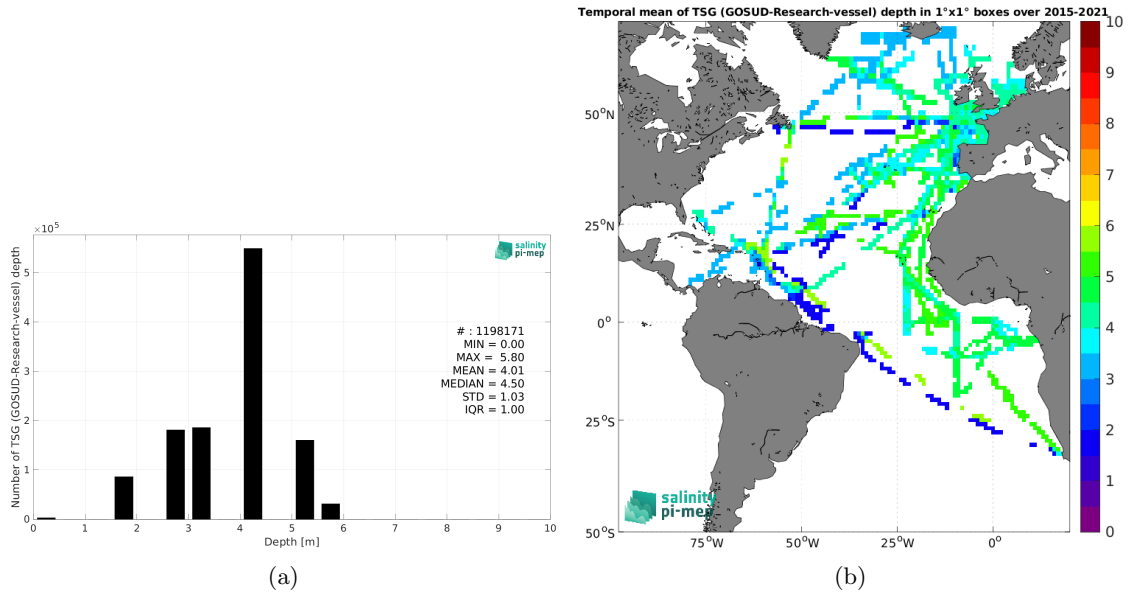 ×10⁵
Number of TSG (GOSUD-Research-vessel) depth
5
4
3
2
1
0
0 1 2 3 4 5 6 7 8 9 10
Depth [m]
salinity
pi-mep
# : 1198171
MIN = 0.00
MAX = 5.80
MEAN = 4.01
MEDIAN = 4.50
STD = 1.03
IQR = 1.00
(a)
Temporal mean of TSG (GOSUD-Research-vessel) depth in 1°x1° boxes over 2015-2021
50°N
25°N
0°
25°S
50°S
75°W 50°W 25°W 0°
salinity
pi-mep
10
9
8
7
6
5
4
3
2
1
0
(b)